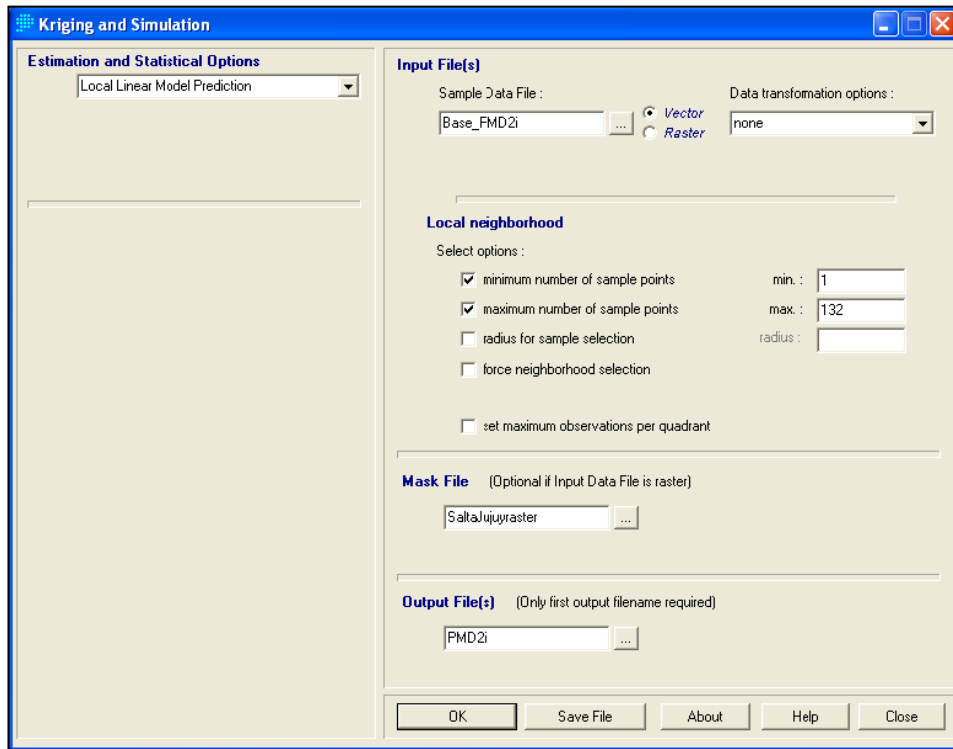 Kriging and Simulation
Estimation and Statistical Options
Local Linear Model Prediction
Input File(s)
Sample Data File :
Base_FMD2i
...
Vector
Raster
Data transformation options :
none
Local neighborhood
Select options :
minimum number of sample points
min. :
1
maximum number of sample points
max. :
132
radius for sample selection
radius :
force neighborhood selection
set maximum observations per quadrant
Mask File (Optional if Input Data File is raster)
SaltaJujuyraster
...
Output File(s) (Only first output filename required)
PMD2i
...
OK
Save File
About
Help
Close